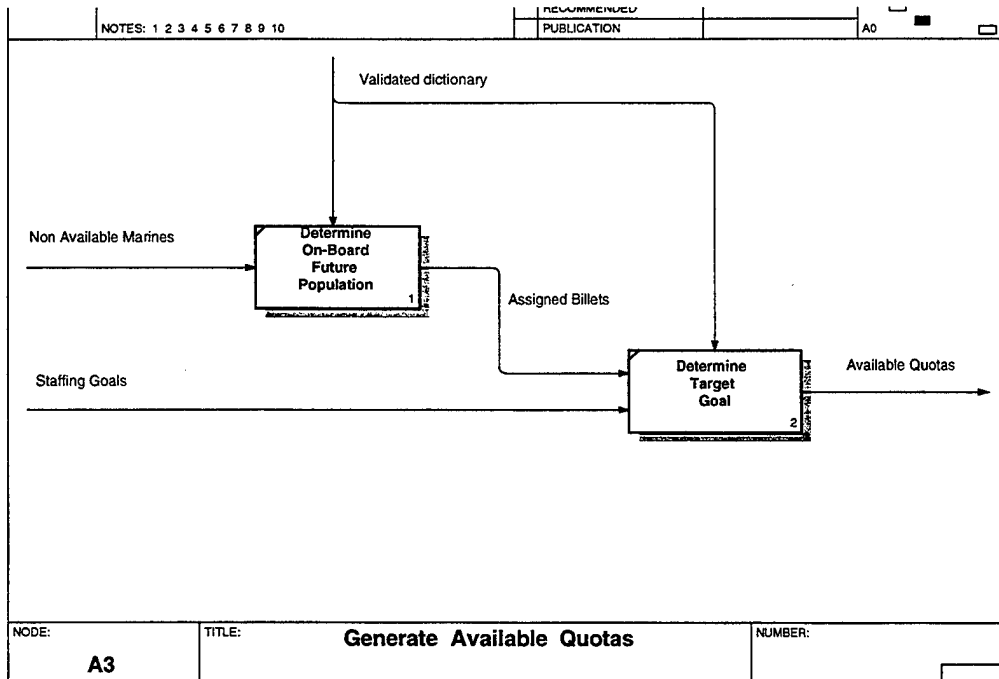 RECOMMENDED
NOTES: 1 2 3 4 5 6 7 8 9 10
PUBLICATION
A0
Validated dictionary
Non Available Marines
Determine
On-Board
Future
Population
1
Assigned Billets
Staffing Goals
Determine
Target
Goal
2
Available Quotas
NODE:
A3
TITLE:
Generate Available Quotas
NUMBER: